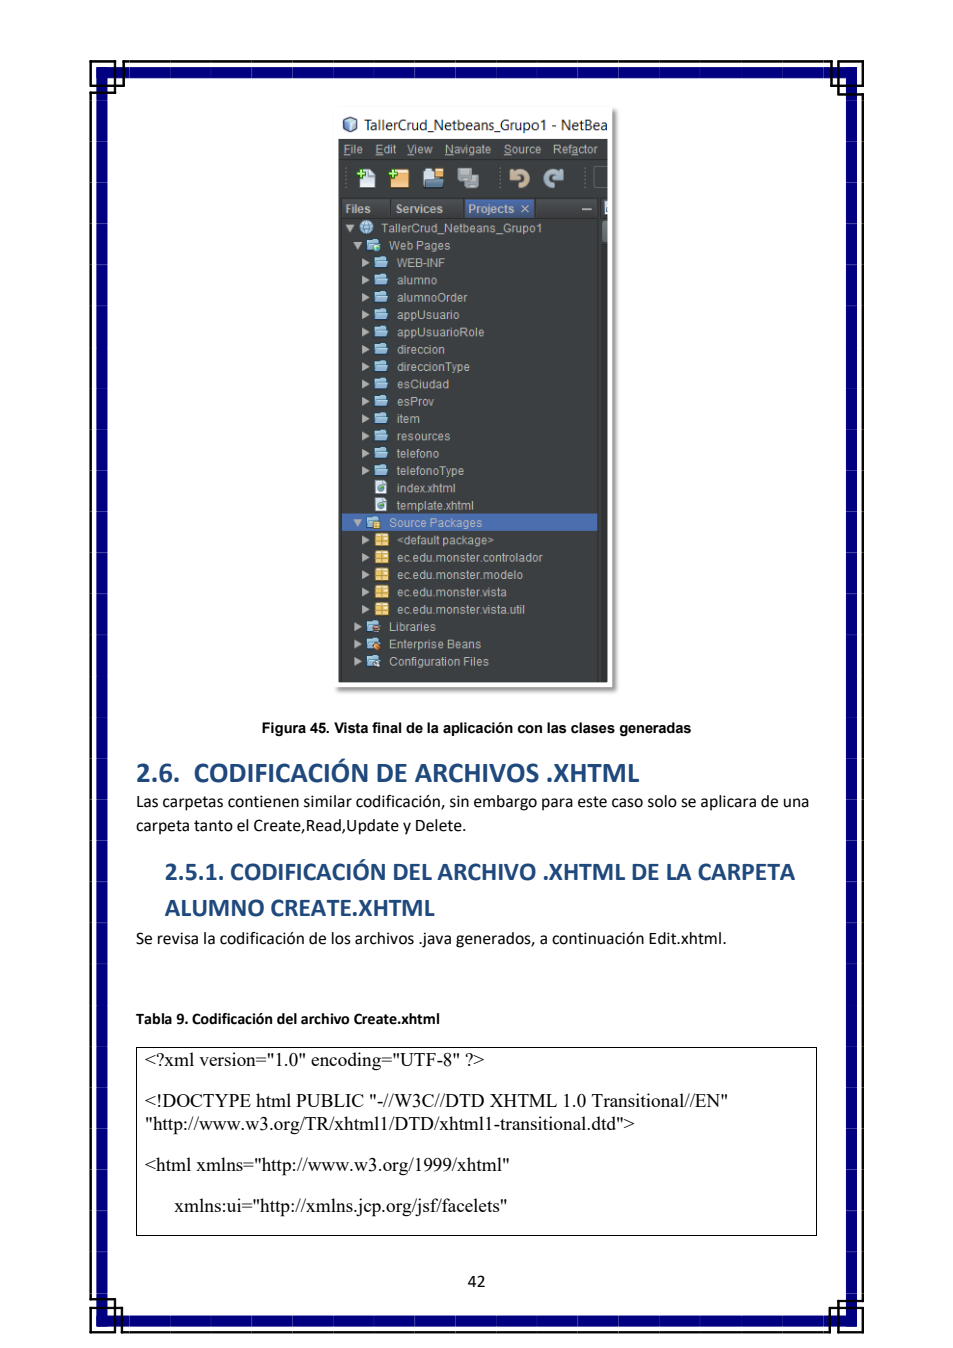 TallerCrud_Netbeans_Grupo1 - NetBea
File Edit View Navigate Source Refactor
Files Services Projects ×
TallerCrud_Netbeans_Grupo1
Web Pages
WEB-INF
alumno
alumnoOrder
appUsuario
appUsuarioRole
direccion
direccionType
esCiudad
esProv
item
resources
telefono
telefonoType
index.xhtml
template.xhtml
Source Packages
<default package>
ec.edu.monster.controlador
ec.edu.monster.modelo
ec.edu.monster.vista
ec.edu.monster.vista.util
Libraries
Enterprise Beans
Configuration Files
Figura 45. Vista final de la aplicación con las clases generadas
2.6. CODIFICACIÓN DE ARCHIVOS .XHTML
Las carpetas contienen similar codificación, sin embargo para este caso solo se aplicara de una
carpeta tanto el Create,Read,Update y Delete.
2.5.1. CODIFICACIÓN DEL ARCHIVO .XHTML DE LA CARPETA
ALUMNO CREATE.XHTML
Se revisa la codificación de los archivos .java generados, a continuación Edit.xhtml.
Tabla 9. Codificación del archivo Create.xhtml
<?xml version="1.0" encoding="UTF-8" ?>
<!DOCTYPE html PUBLIC "-//W3C//DTD XHTML 1.0 Transitional//EN"
"http://www.w3.org/TR/xhtml1/DTD/xhtml1-transitional.dtd">
<html xmlns="http://www.w3.org/1999/xhtml"
xmlns:ui="http://xmlns.jcp.org/jsf/facelets"
42